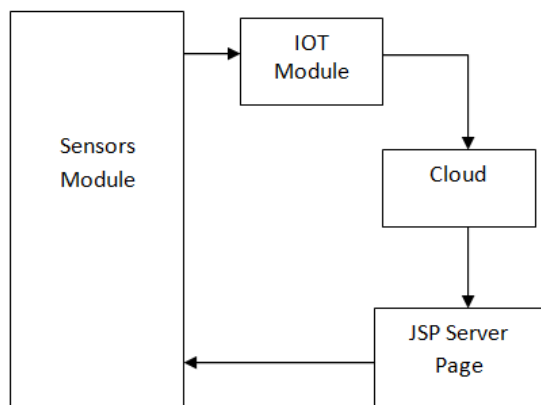 IOT
Module
Sensors
Module
Cloud
JSP Server
Page